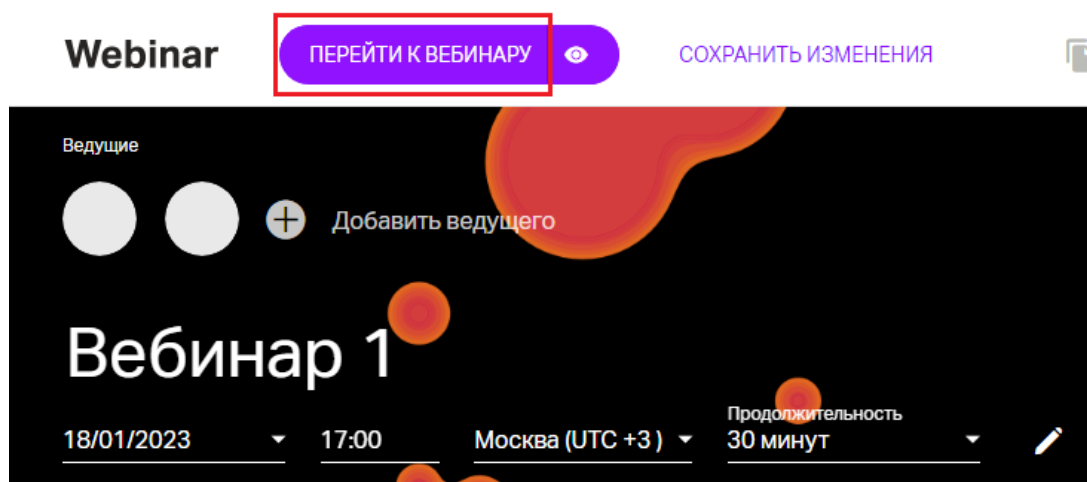 Webinar ПЕРЕЙТИ К ВЕБИНАРУ СОХРАНИТЬ ИЗМЕНЕНИЯ
Ведущие
Добавить ведущего
Вебинар 1
Продолжительность
18/01/2023 17:00 Москва (UTC +3 ) 30 минут